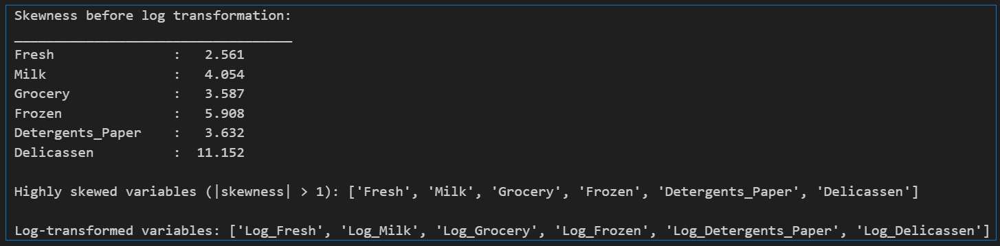 Skewness before log transformation:
___________________________________
Fresh               :   2.561
Milk                :   4.054
Grocery             :   3.587
Frozen              :   5.908
Detergents_Paper    :   3.632
Delicassen          :  11.152
Highly skewed variables (|skewness| > 1): ['Fresh', 'Milk', 'Grocery', 'Frozen', 'Detergents_Paper', 'Delicassen']
Log-transformed variables: ['Log_Fresh', 'Log_Milk', 'Log_Grocery', 'Log_Frozen', 'Log_Detergents_Paper', 'Log_Delicassen']